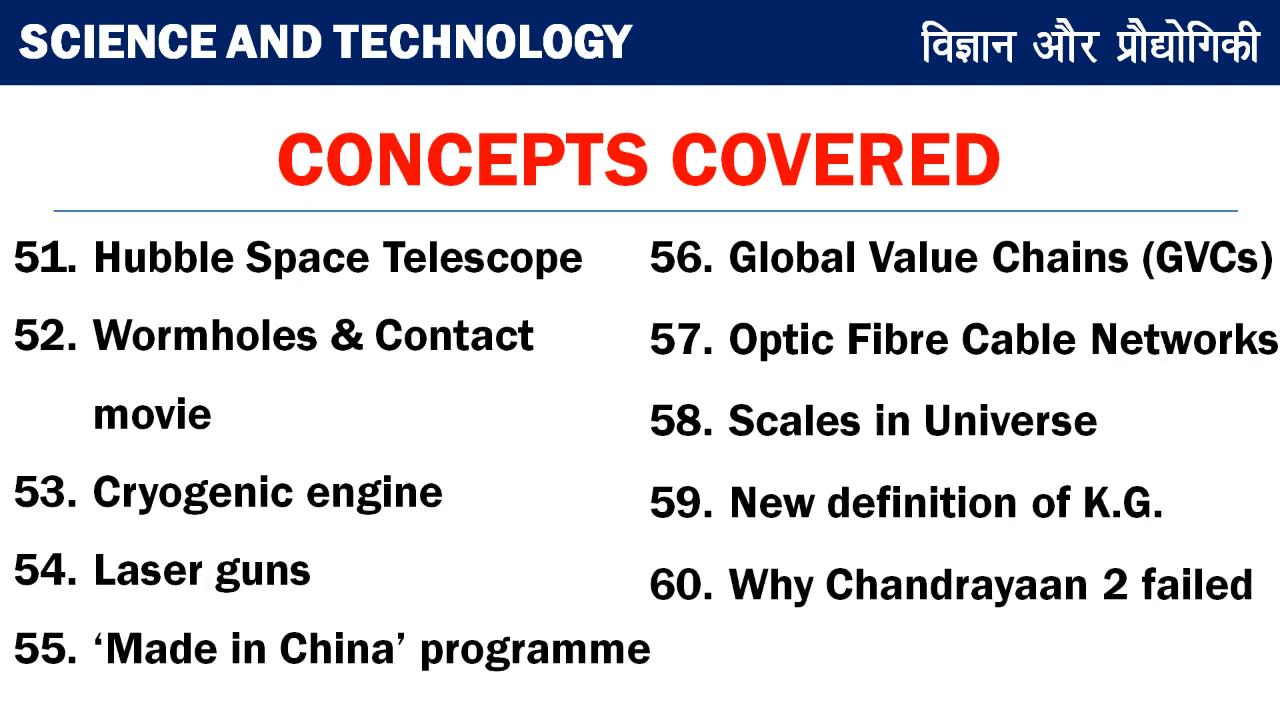 SCIENCE AND TECHNOLOGY
विज्ञान और प्रौद्योगिकी
CONCEPTS COVERED
51. Hubble Space Telescope
52. Wormholes & Contact
movie
53. Cryogenic engine
54. Laser guns
55. ‘Made in China’ programme
56. Global Value Chains (GVCs)
57. Optic Fibre Cable Networks
58. Scales in Universe
59. New definition of K.G.
60. Why Chandrayaan 2 failed